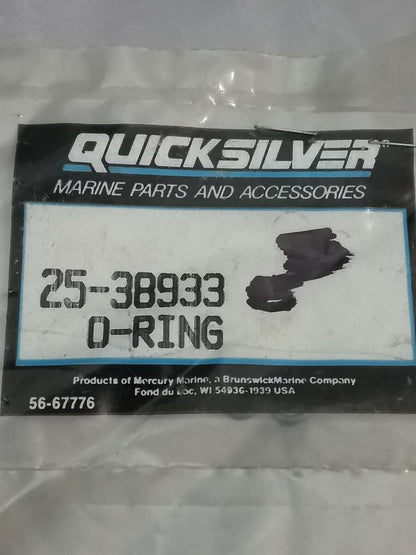 QUICKSILVER
MARINE PARTS AND ACCESSORIES
25-38933
O-RING
Products of Mercury Marine, a BrunswickMarine Company
Fond du Lac, WI 54936-1939 USA
56-67776